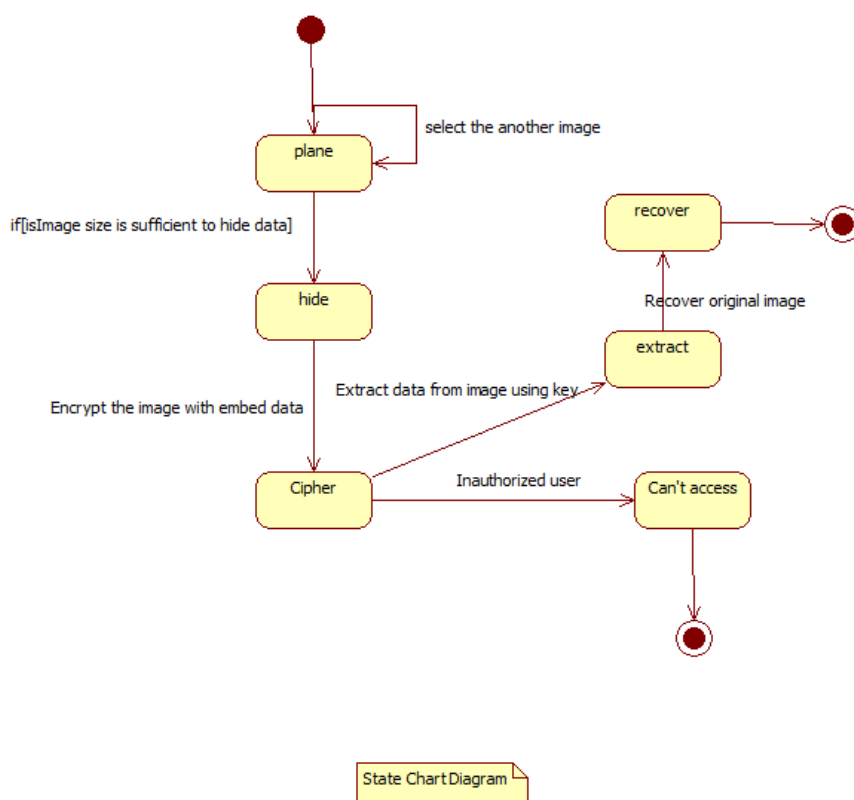 select the another image
plane
if[isImage size is sufficient to hide data]
recover
hide
Recover original image
extract
Extract data from image using key
Encrypt the image with embed data
Cipher
Inauthorized user
Can't access
State Chart Diagram